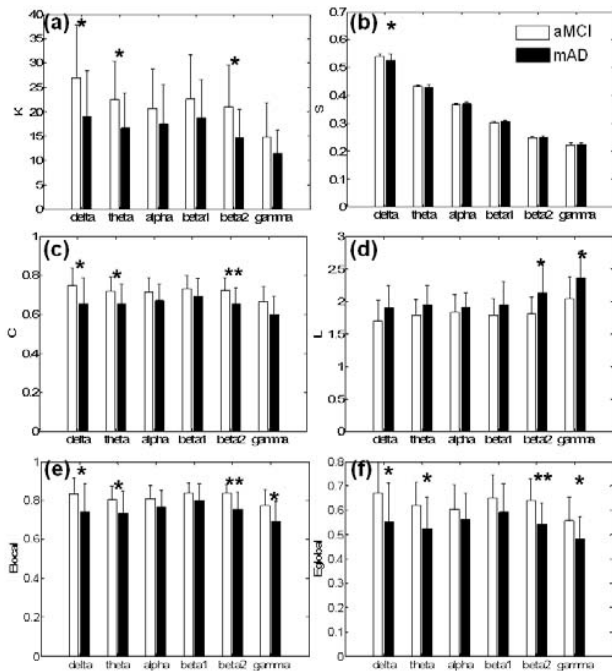 (a)
40
35
30
25
20
15
10
5
0
K
* * *
delta theta alpha beta1 beta2 gamma
(b)
0.7
0.6
0.5
0.4
0.3
0.2
0.1
0
S
*
aMCI
mAD
delta theta alpha beta1 beta2 gamma
(c)
1
0.8
0.6
0.4
0.2
0
C
* * **
delta theta alpha beta1 beta2 gamma
(d)
2
1.5
1
0.5
0
L
* *
delta theta alpha beta1 beta2 gamma
(e)
1
0.8
0.6
0.4
0.2
0
Elocal
* * ** *
delta theta alpha beta1 beta2 gamma
(f)
0.7
0.6
0.5
0.4
0.3
0.2
0.1
0
Eglobal
* * ** *
delta theta alpha beta1 beta2 gamma